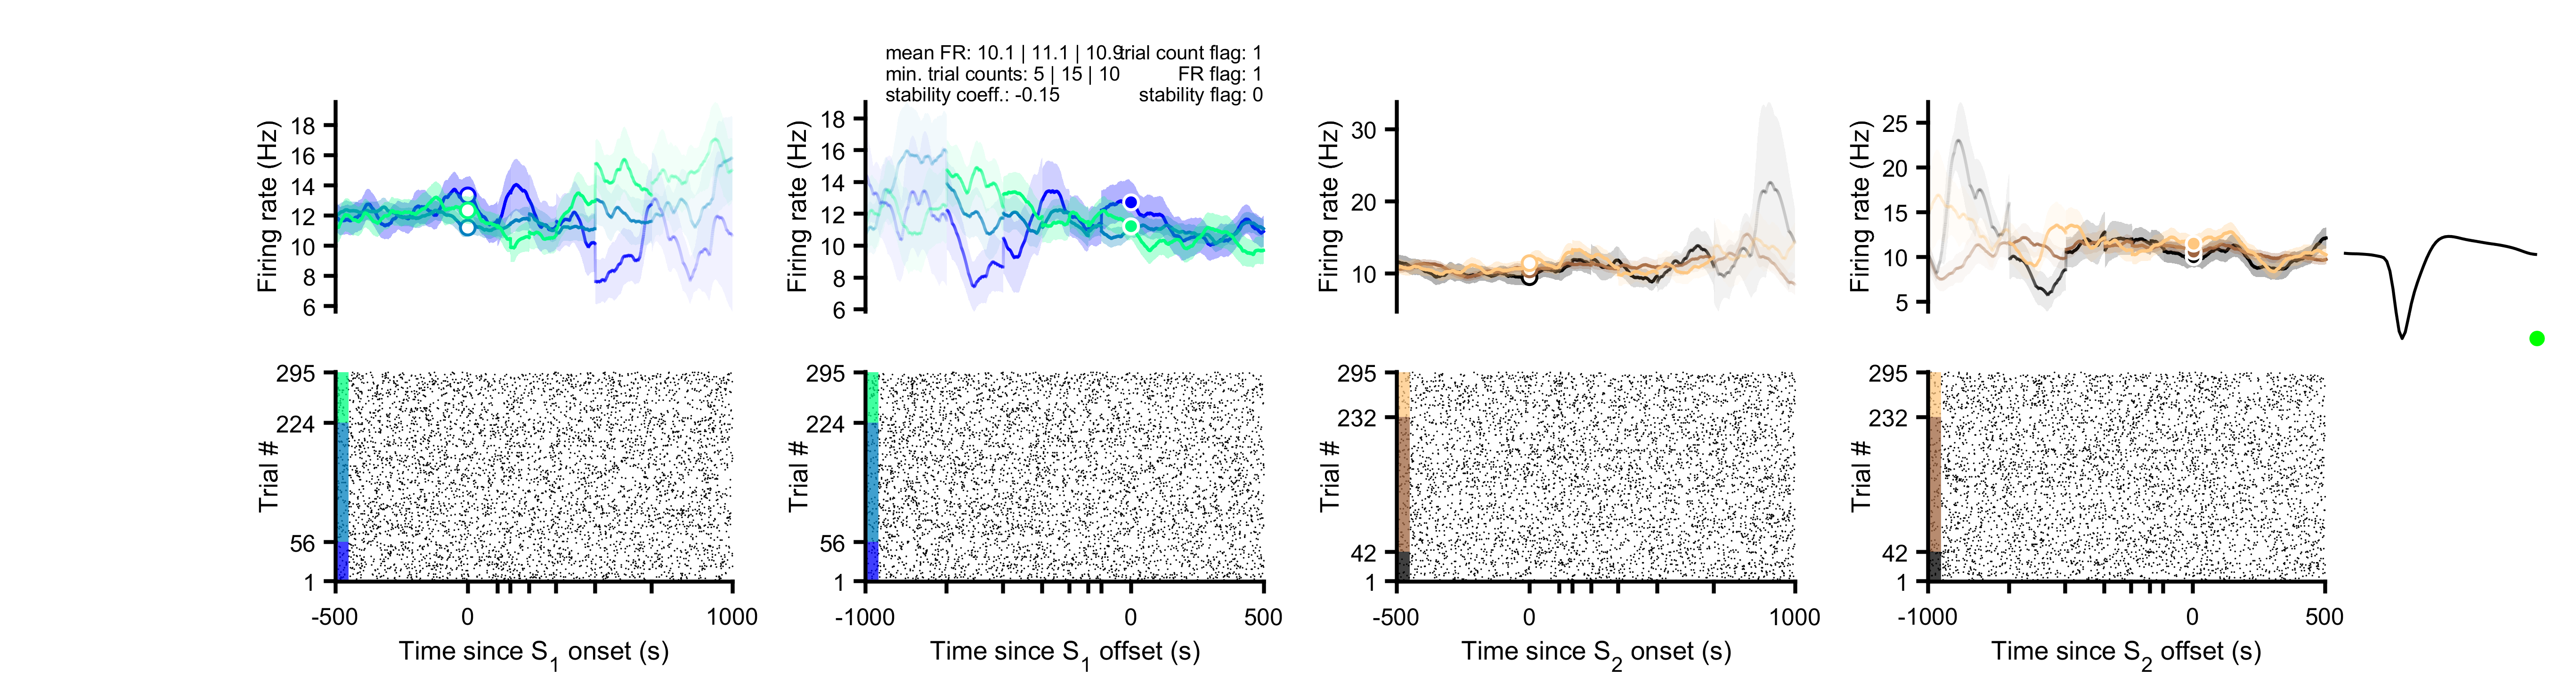 mean FR: 10.1 | 11.1 | 10.9
trial count flag: 1
min. trial counts: 5 | 15 | 10
FR flag: 1
stability coeff.: -0.15
stability flag: 0
Firing rate (Hz)
18
16
14
12
10
8
6
Firing rate (Hz)
18
16
14
12
10
8
6
Firing rate (Hz)
30
20
10
Firing rate (Hz)
25
20
15
10
5
Trial #
295
224
56
1
-500
0
1000
Time since S1 onset (s)
Trial #
295
224
56
1
-1000
0
500
Time since S1 offset (s)
Trial #
295
232
42
1
-500
0
1000
Time since S2 onset (s)
Trial #
295
232
42
1
-1000
0
500
Time since S2 offset (s)